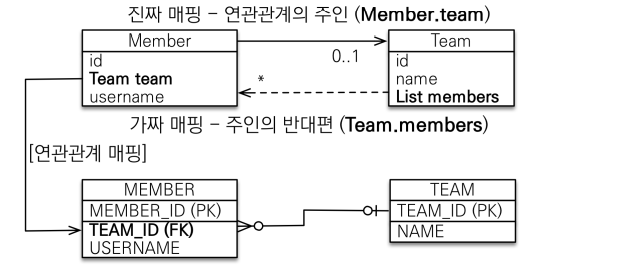 진짜 매핑 – 연관관계의 주인 (Member.team)
Member
id
Team team
username
0..1
*
Team
id
name
List members
가짜 매핑 – 주인의 반대편 (Team.members)
[연관관계 매핑]
MEMBER
MEMBER_ID (PK)
TEAM_ID (FK)
USERNAME
TEAM
TEAM_ID (PK)
NAME